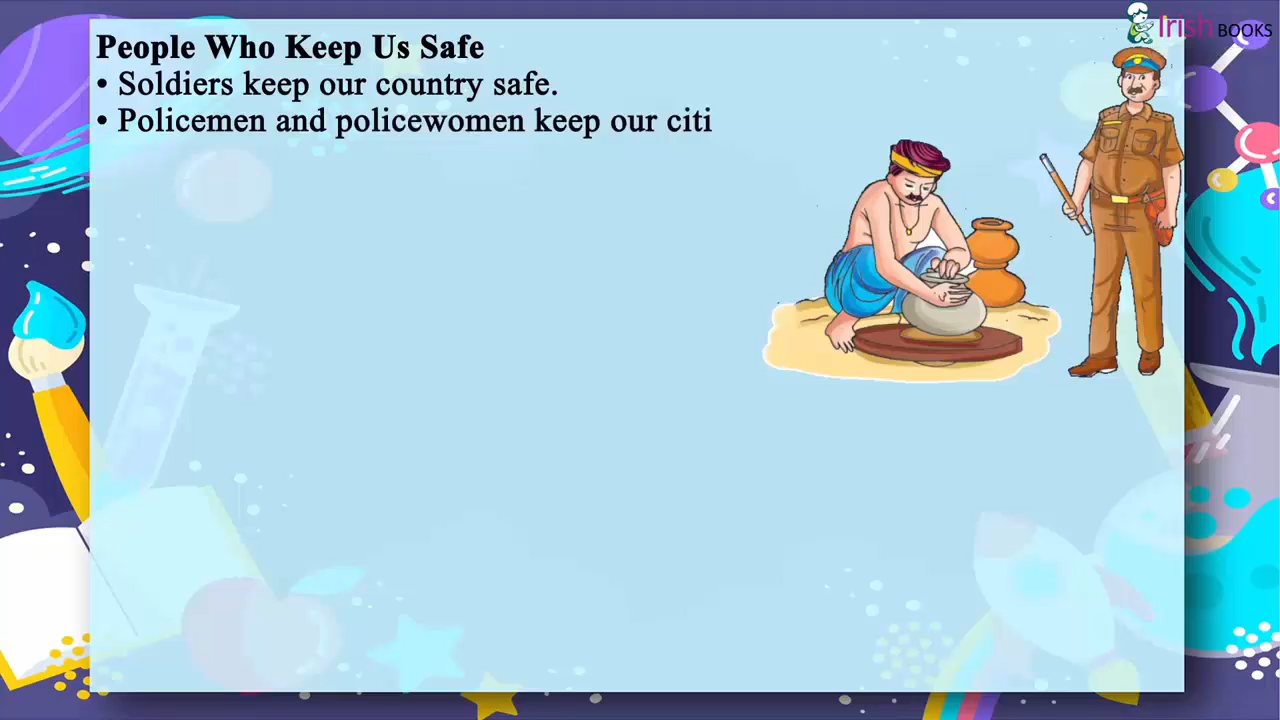 Irish BOOKS
People Who Keep Us Safe
• Soldiers keep our country safe.
• Policemen and policewomen keep our citi